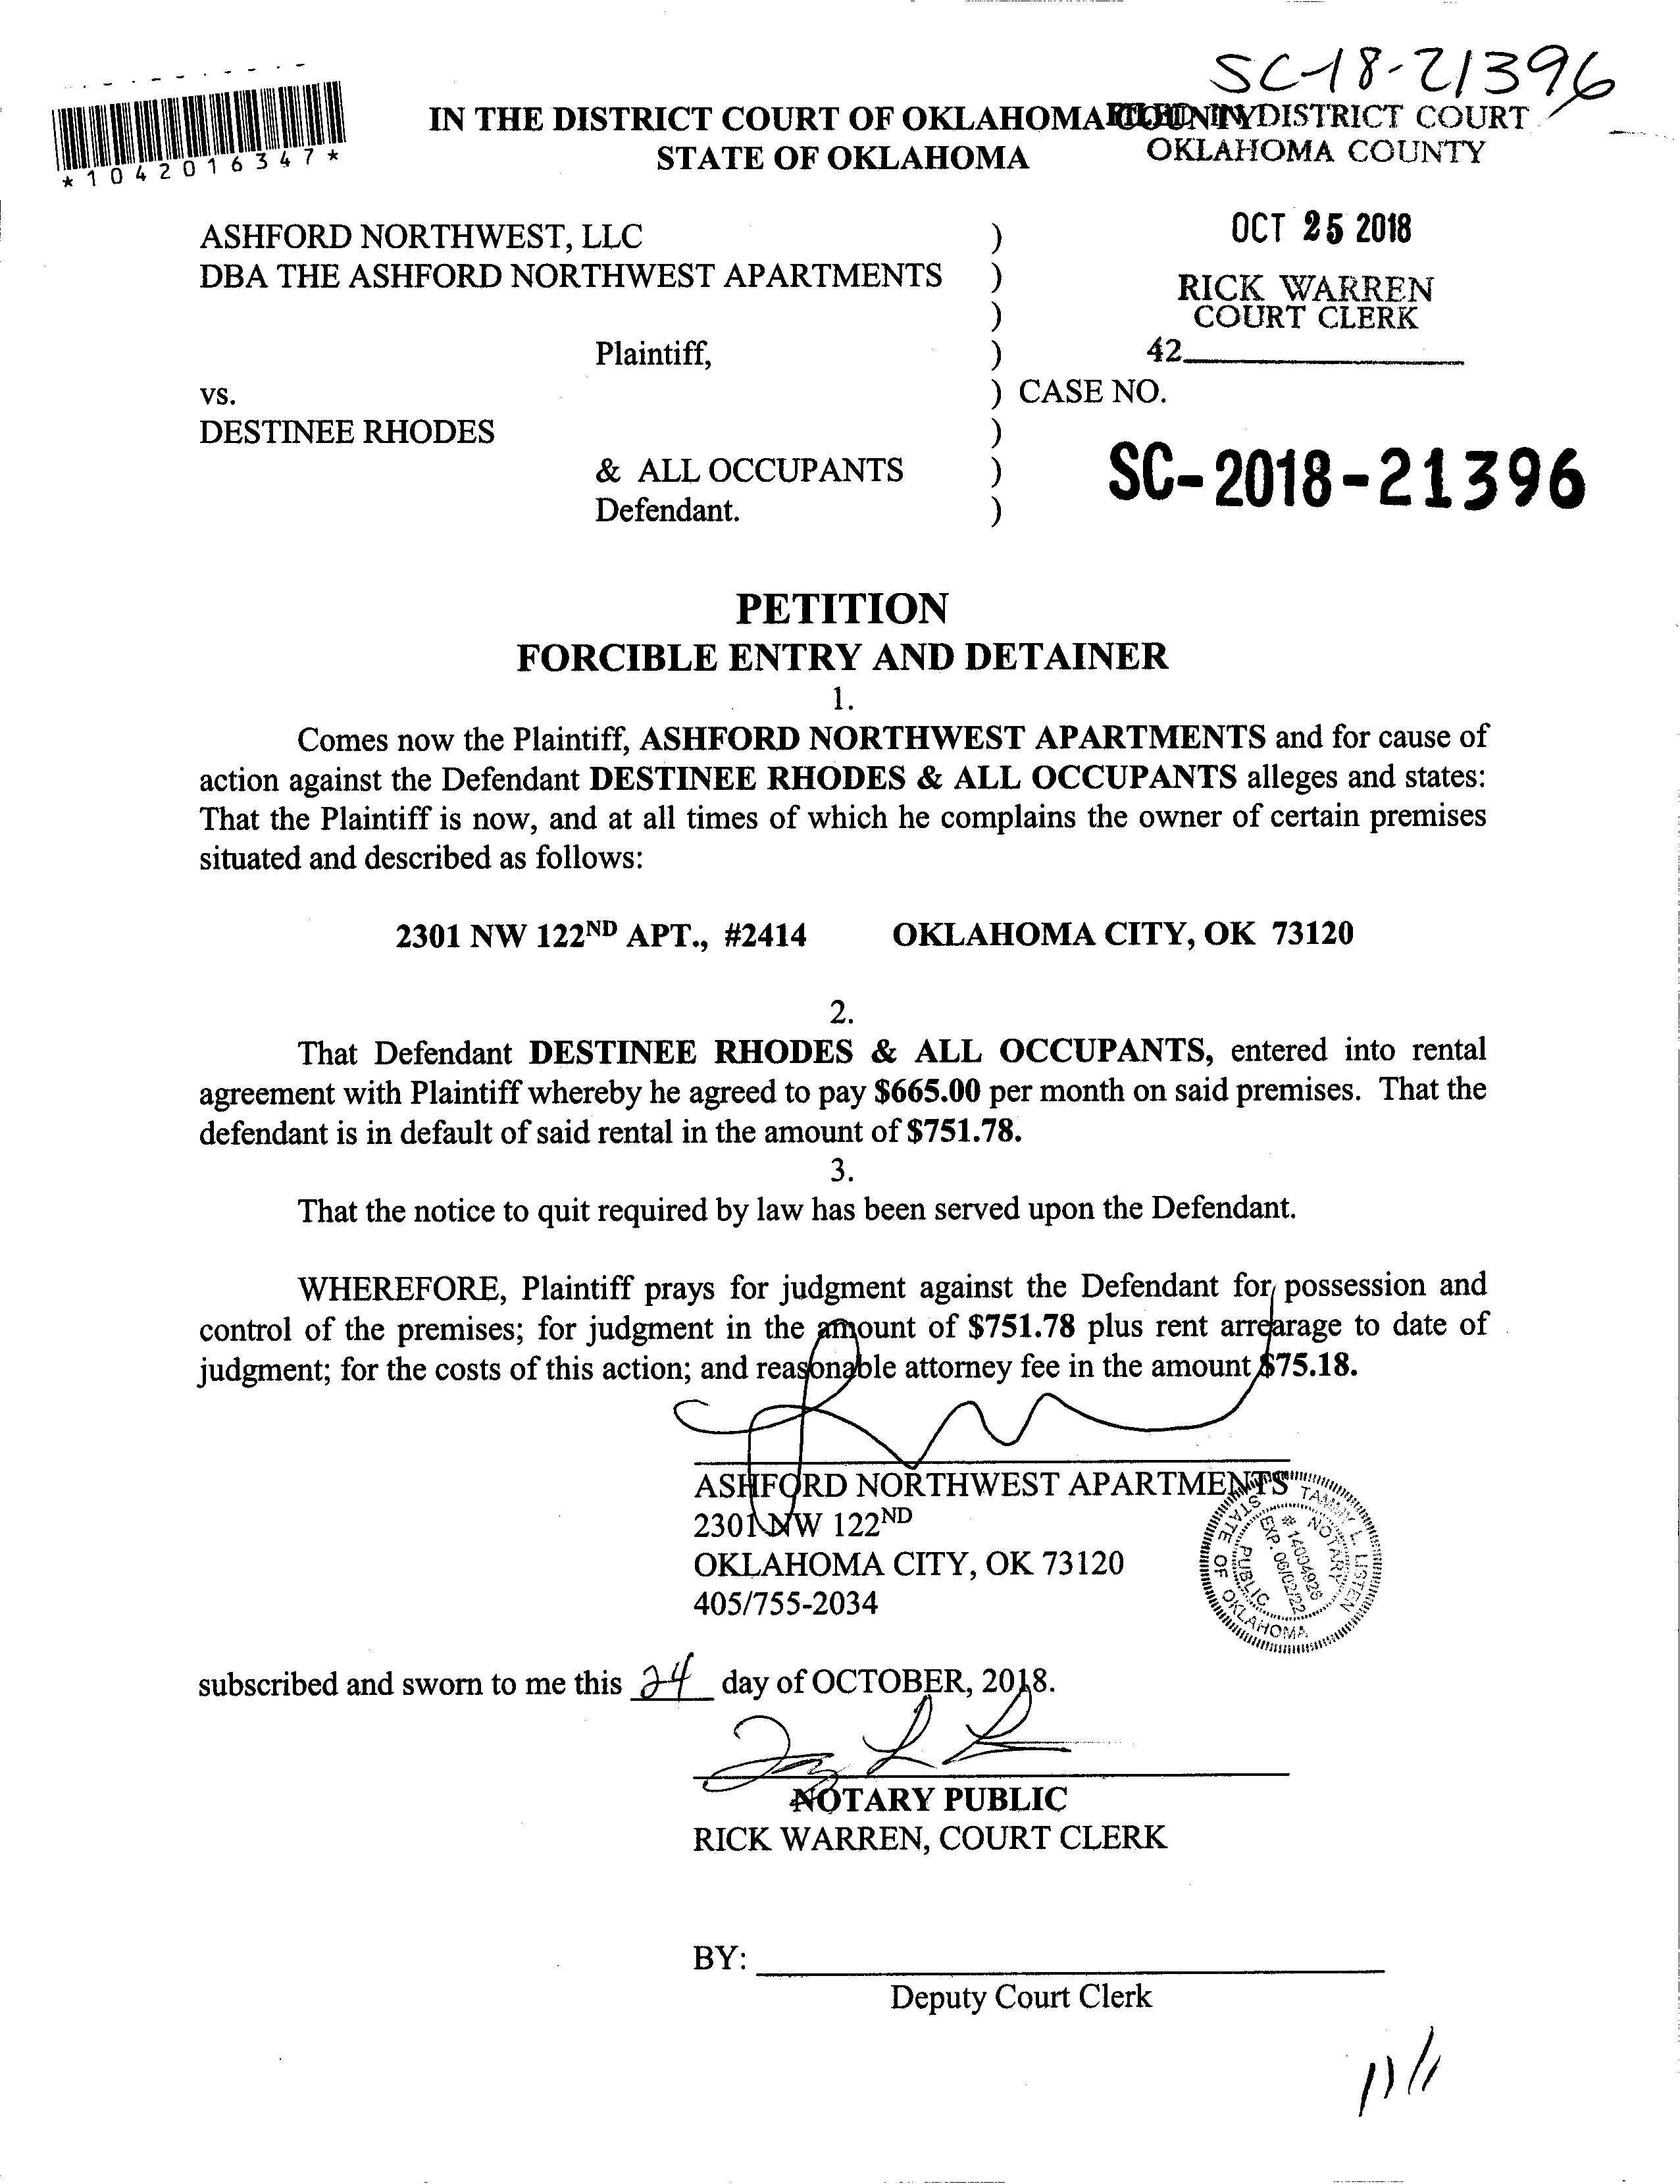 SC-18-21396
*1042016347*
IN THE DISTRICT COURT OF OKLAHOMA COUNTY
STATE OF OKLAHOMA
FILED IN DISTRICT COURT
OKLAHOMA COUNTY
OCT 25 2018
RICK WARREN
COURT CLERK
42
ASHFORD NORTHWEST, LLC )
DBA THE ASHFORD NORTHWEST APARTMENTS )
)
Plaintiff, )
vs. ) CASE NO.
DESTINEE RHODES )
& ALL OCCUPANTS )
Defendant. )
SC-2018-21396
PETITION
FORCIBLE ENTRY AND DETAINER
1.
Comes now the Plaintiff, ASHFORD NORTHWEST APARTMENTS and for cause of
action against the Defendant DESTINEE RHODES & ALL OCCUPANTS alleges and states:
That the Plaintiff is now, and at all times of which he complains the owner of certain premises
situated and described as follows:
2301 NW 122ND APT., #2414 OKLAHOMA CITY, OK 73120
2.
That Defendant DESTINEE RHODES & ALL OCCUPANTS, entered into rental
agreement with Plaintiff whereby he agreed to pay $665.00 per month on said premises. That the
defendant is in default of said rental in the amount of $751.78.
3.
That the notice to quit required by law has been served upon the Defendant.
WHEREFORE, Plaintiff prays for judgment against the Defendant for possession and
control of the premises; for judgment in the amount of $751.78 plus rent arrearage to date of
judgment; for the costs of this action; and reasonable attorney fee in the amount $75.18.
ASHFORD NORTHWEST APARTMENTS
2301 NW 122ND
OKLAHOMA CITY, OK 73120
405/755-2034
TAMMY L. LISTEN
NOTARY
# 14004928
EXP. 06/02/22
PUBLIC
STATE OF OKLAHOMA
subscribed and sworn to me this 24 day of OCTOBER, 2018.
NOTARY PUBLIC
RICK WARREN, COURT CLERK
BY:
Deputy Court Clerk